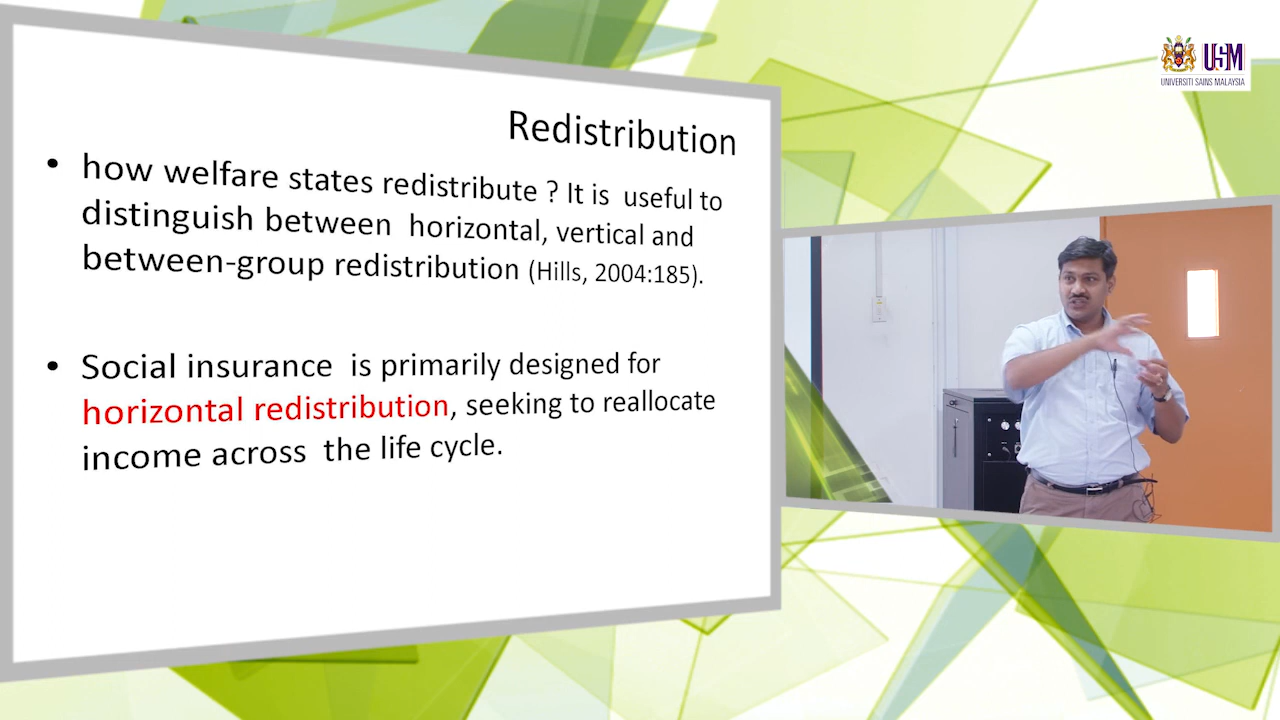 Redistribution
• how welfare states redistribute ? It is useful to
distinguish between horizontal, vertical and
between-group redistribution (Hills, 2004:185).
• Social insurance is primarily designed for
horizontal redistribution, seeking to reallocate
income across the life cycle.
USM
UNIVERSITI SAINS MALAYSIA